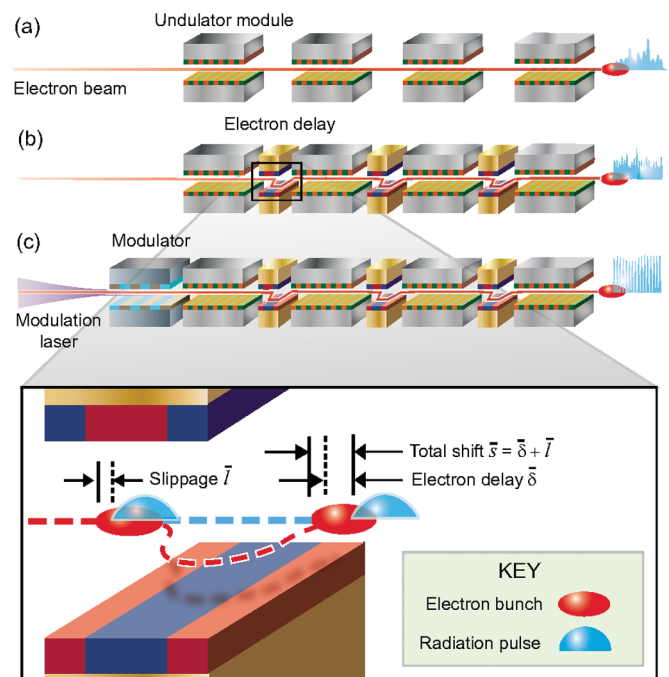 (a)
Undulator module
Electron beam
(b)
Electron delay
(c)
Modulator
Modulation
laser
Slippage l̄
Total shift s̄ = δ̄ + l̄
Electron delay δ̄
KEY
Electron bunch
Radiation pulse